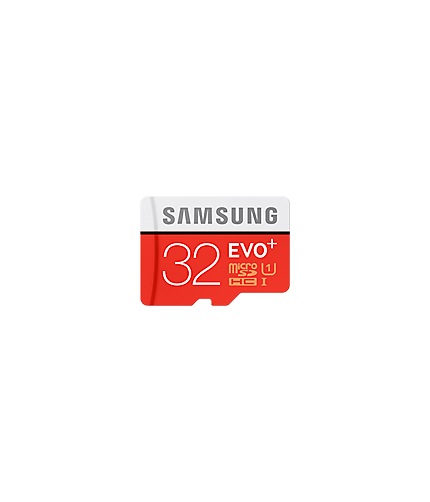 SAMSUNG
32 EVO+
micro SD HC U1 I